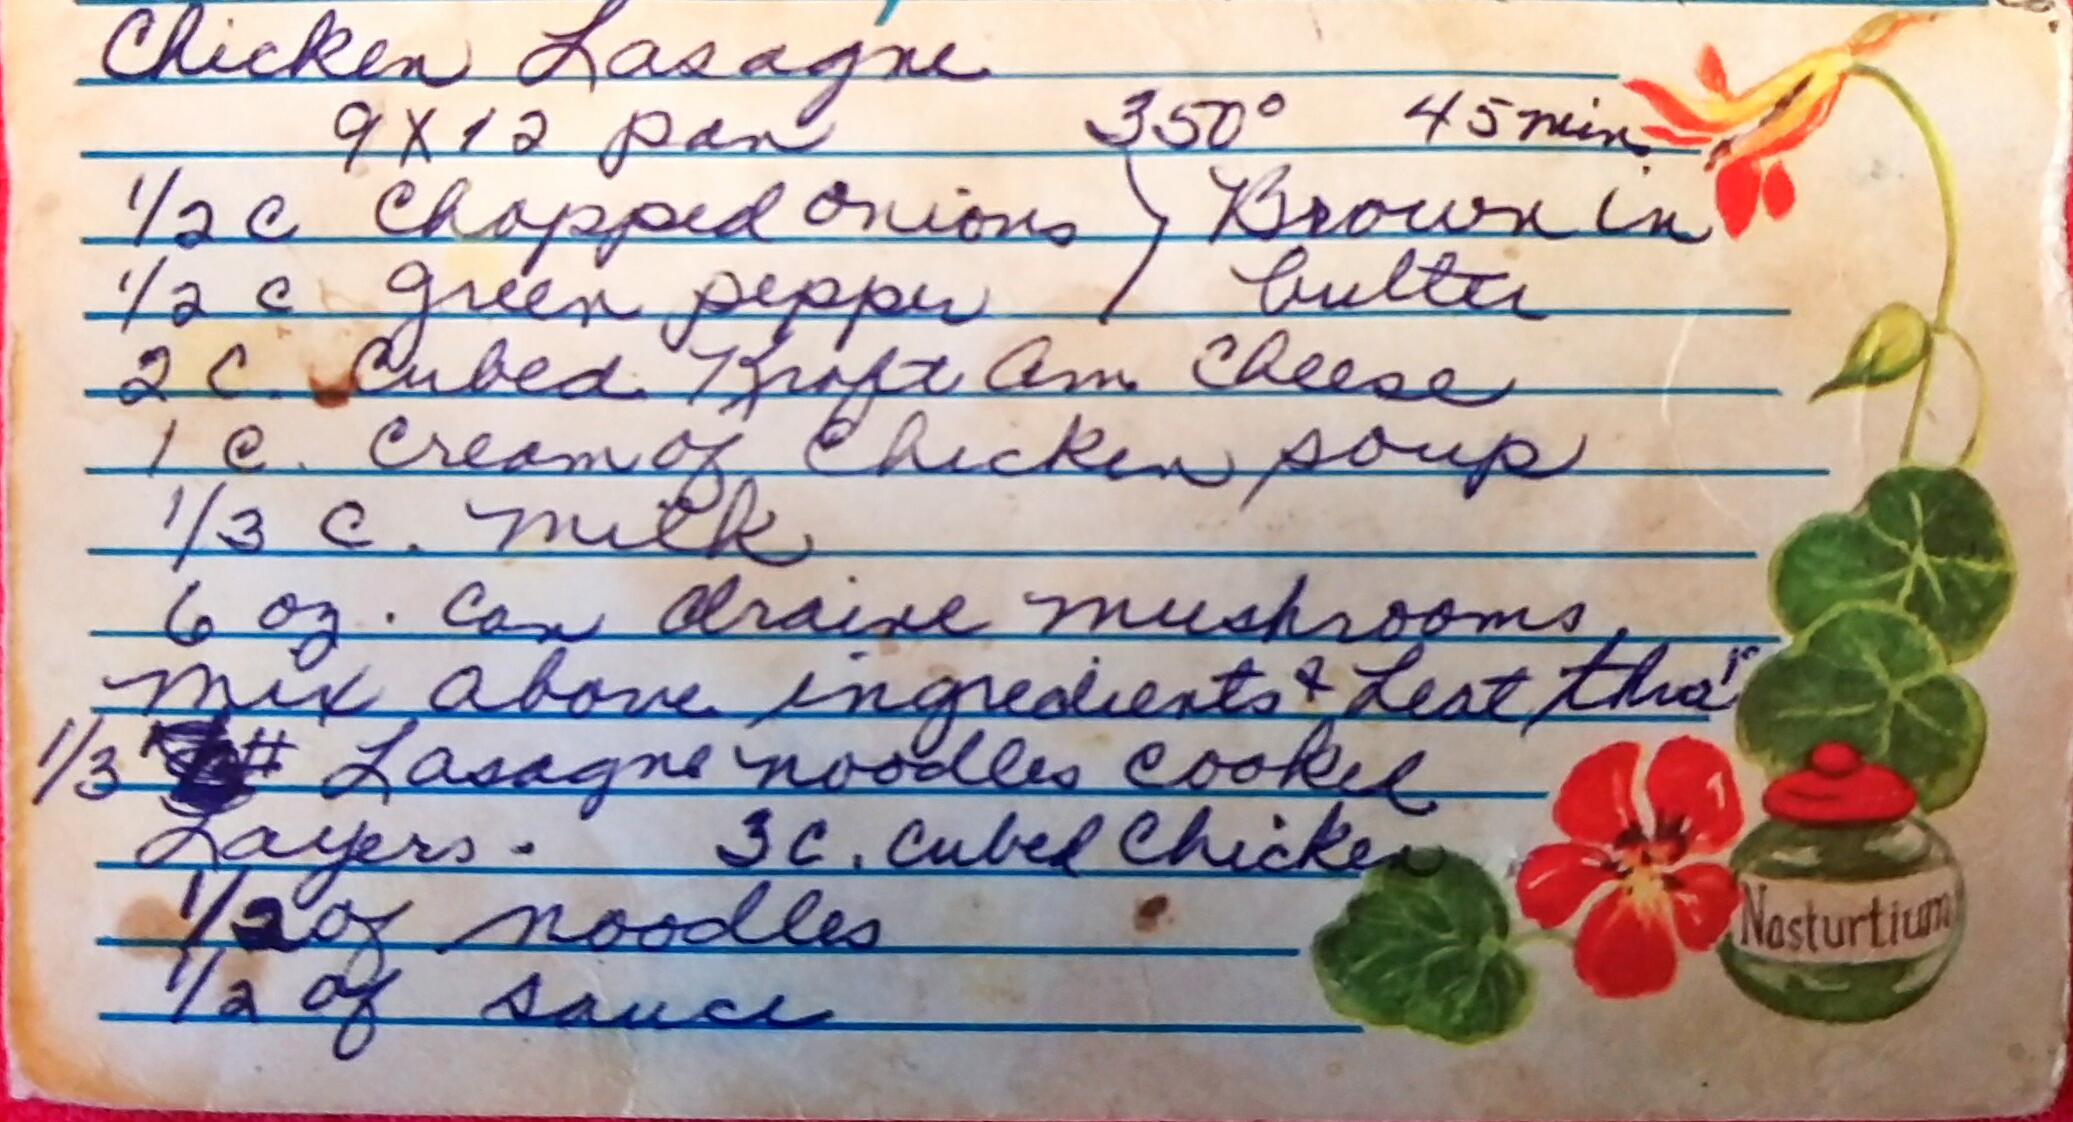 Chicken Lasagne
9 X 12 pan 350° 45 min.
1/2 c Chopped onions ) Brown in
1/2 c green pepper butter
2 C. Cubed Kraft Am. Cheese
1 c. Cream of Chicken soup
1/3 C. milk
6 oz. can draine mushrooms
Mix above ingredients & heat thru
1/3 # Lasagne noodles cooked
Layers. 3 C. cubed Chicken
1/2 of noodles
1/2 of sauce
Nasturtium